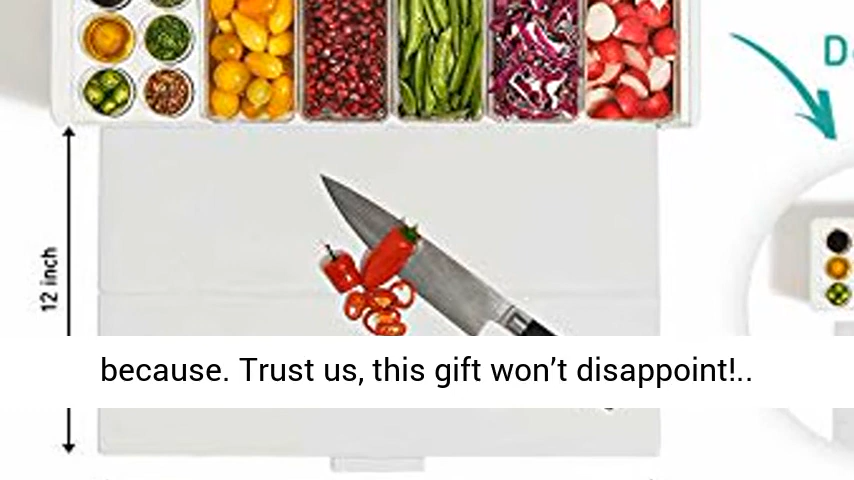 12 inch
because. Trust us, this gift won’t disappoint!..